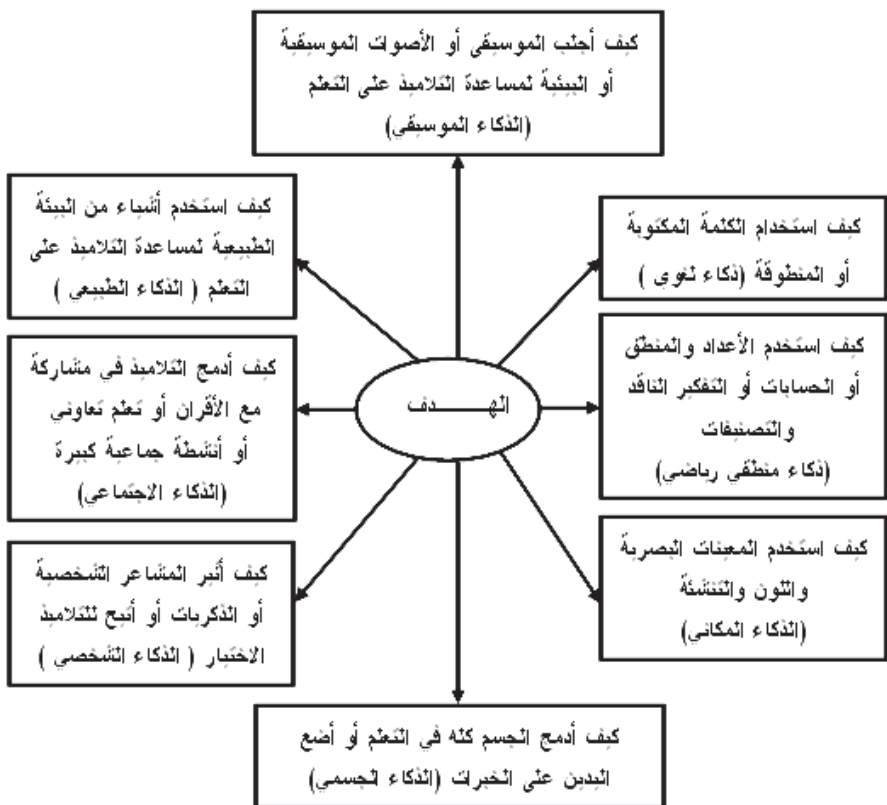 كيف أجلب الموسيقى أو الأصوات الموسيقية
أو البيئية لمساعدة التلاميذ على التعلم
(الذكاء الموسيقي)
كيف استخدام الكلمة المكتوبة
أو المنطوقة (ذكاء لغوي )
كيف استخدم أشياء من البيئة
الطبيعية لمساعدة التلاميذ على
التعلم ( الذكاء الطبيعي )
كيف استخدم الأعداد والمنطق
أو الحسابات أو التفكير الناقد
والتصنيفات
(ذكاء منطقي رياضي)
الهــــــدف
كيف أدمج التلاميذ في مشاركة
مع الأقران أو تعلم تعاوني
أو أنشطة جماعية كبيرة
(الذكاء الاجتماعي)
كيف استخدم المعينات البصرية
واللون والتنشئة
(الذكاء المكاني)
كيف أثير المشاعر الشخصية
أو الذكريات أو أتيح للتلاميذ
الاختيار ( الذكاء الشخصي )
كيف أدمج الجسم كله في التعلم أو أضع
اليدين على الخبرات (الذكاء الجسمي)